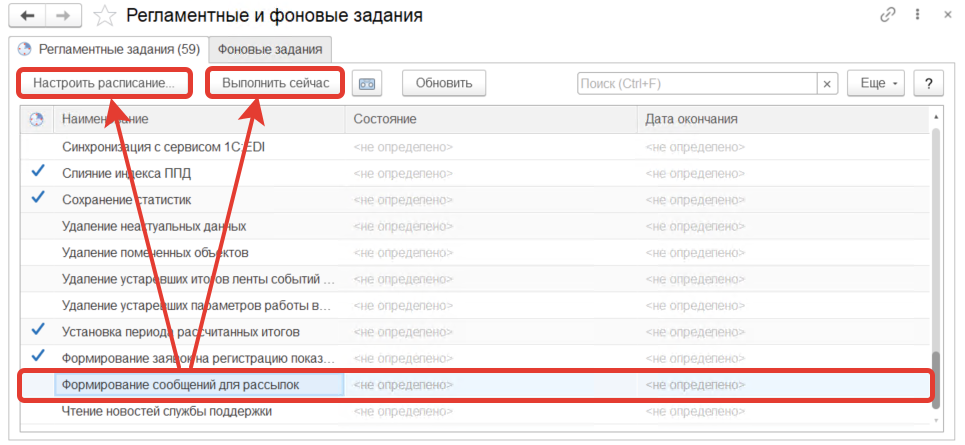 Регламентные и фоновые задания
Регламентные задания (59) Фоновые задания
Настроить расписание... Выполнить сейчас Обновить Поиск (Ctrl+F) × Еще ?
Наименование Состояние Дата окончания
Синхронизация с сервисом 1С:EDI <не определено> <не определено>
Слияние индекса ППД <не определено> <не определено>
Сохранение статистик <не определено> <не определено>
Удаление неактуальных данных <не определено> <не определено>
Удаление помеченных объектов <не определено> <не определено>
Удаление устаревших итогов ленты событий ... <не определено> <не определено>
Удаление устаревших параметров работы в... <не определено> <не определено>
Установка периода рассчитанных итогов <не определено> <не определено>
Формирование заявок на регистрацию показ... <не определено> <не определено>
Формирование сообщений для рассылок <не определено> <не определено>
Чтение новостей службы поддержки <не определено> <не определено>